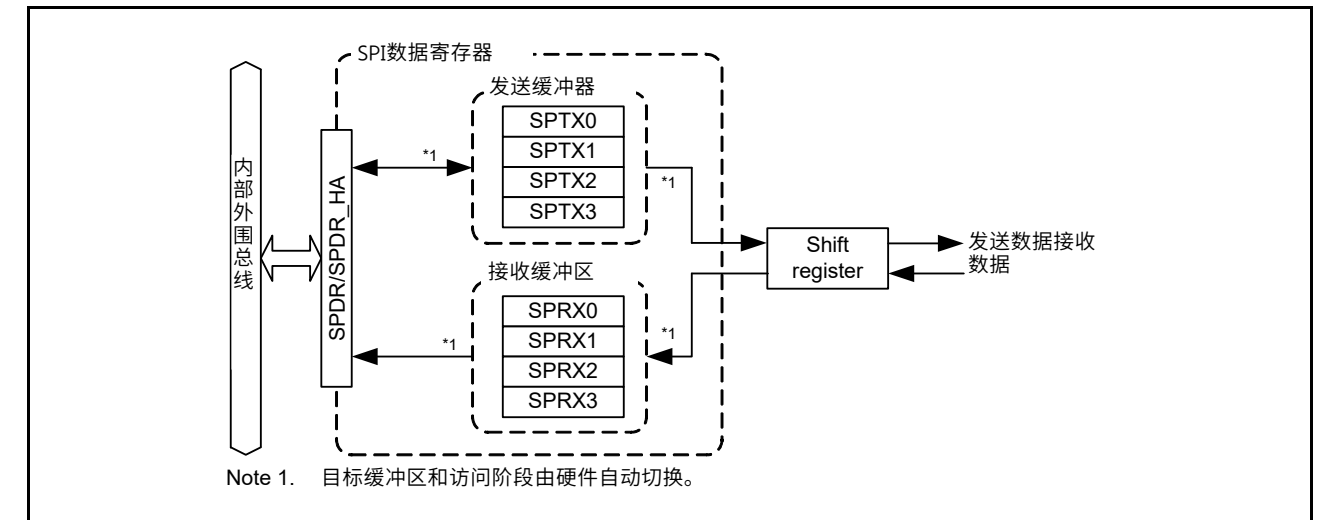 SPI数据寄存器
发送缓冲器
SPTX0
SPTX1
SPTX2
SPTX3
*1
*1
内部外围总线
SPDR/SPDR_HA
Shift
register
发送数据接收
数据
接收缓冲区
SPRX0
SPRX1
SPRX2
SPRX3
*1
*1
Note 1. 目标缓冲区和访问阶段由硬件自动切换。